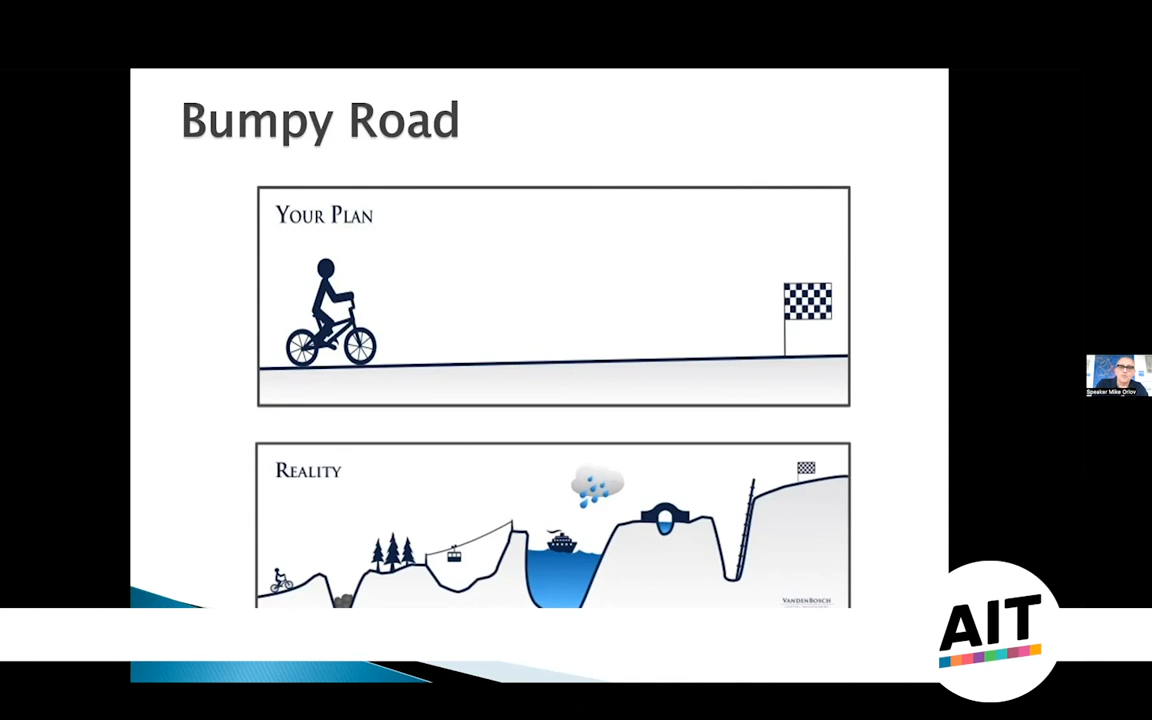 Bumpy Road
YOUR PLAN
REALITY
VANDENBOSCH
AIT
Speaker Mike Orlov